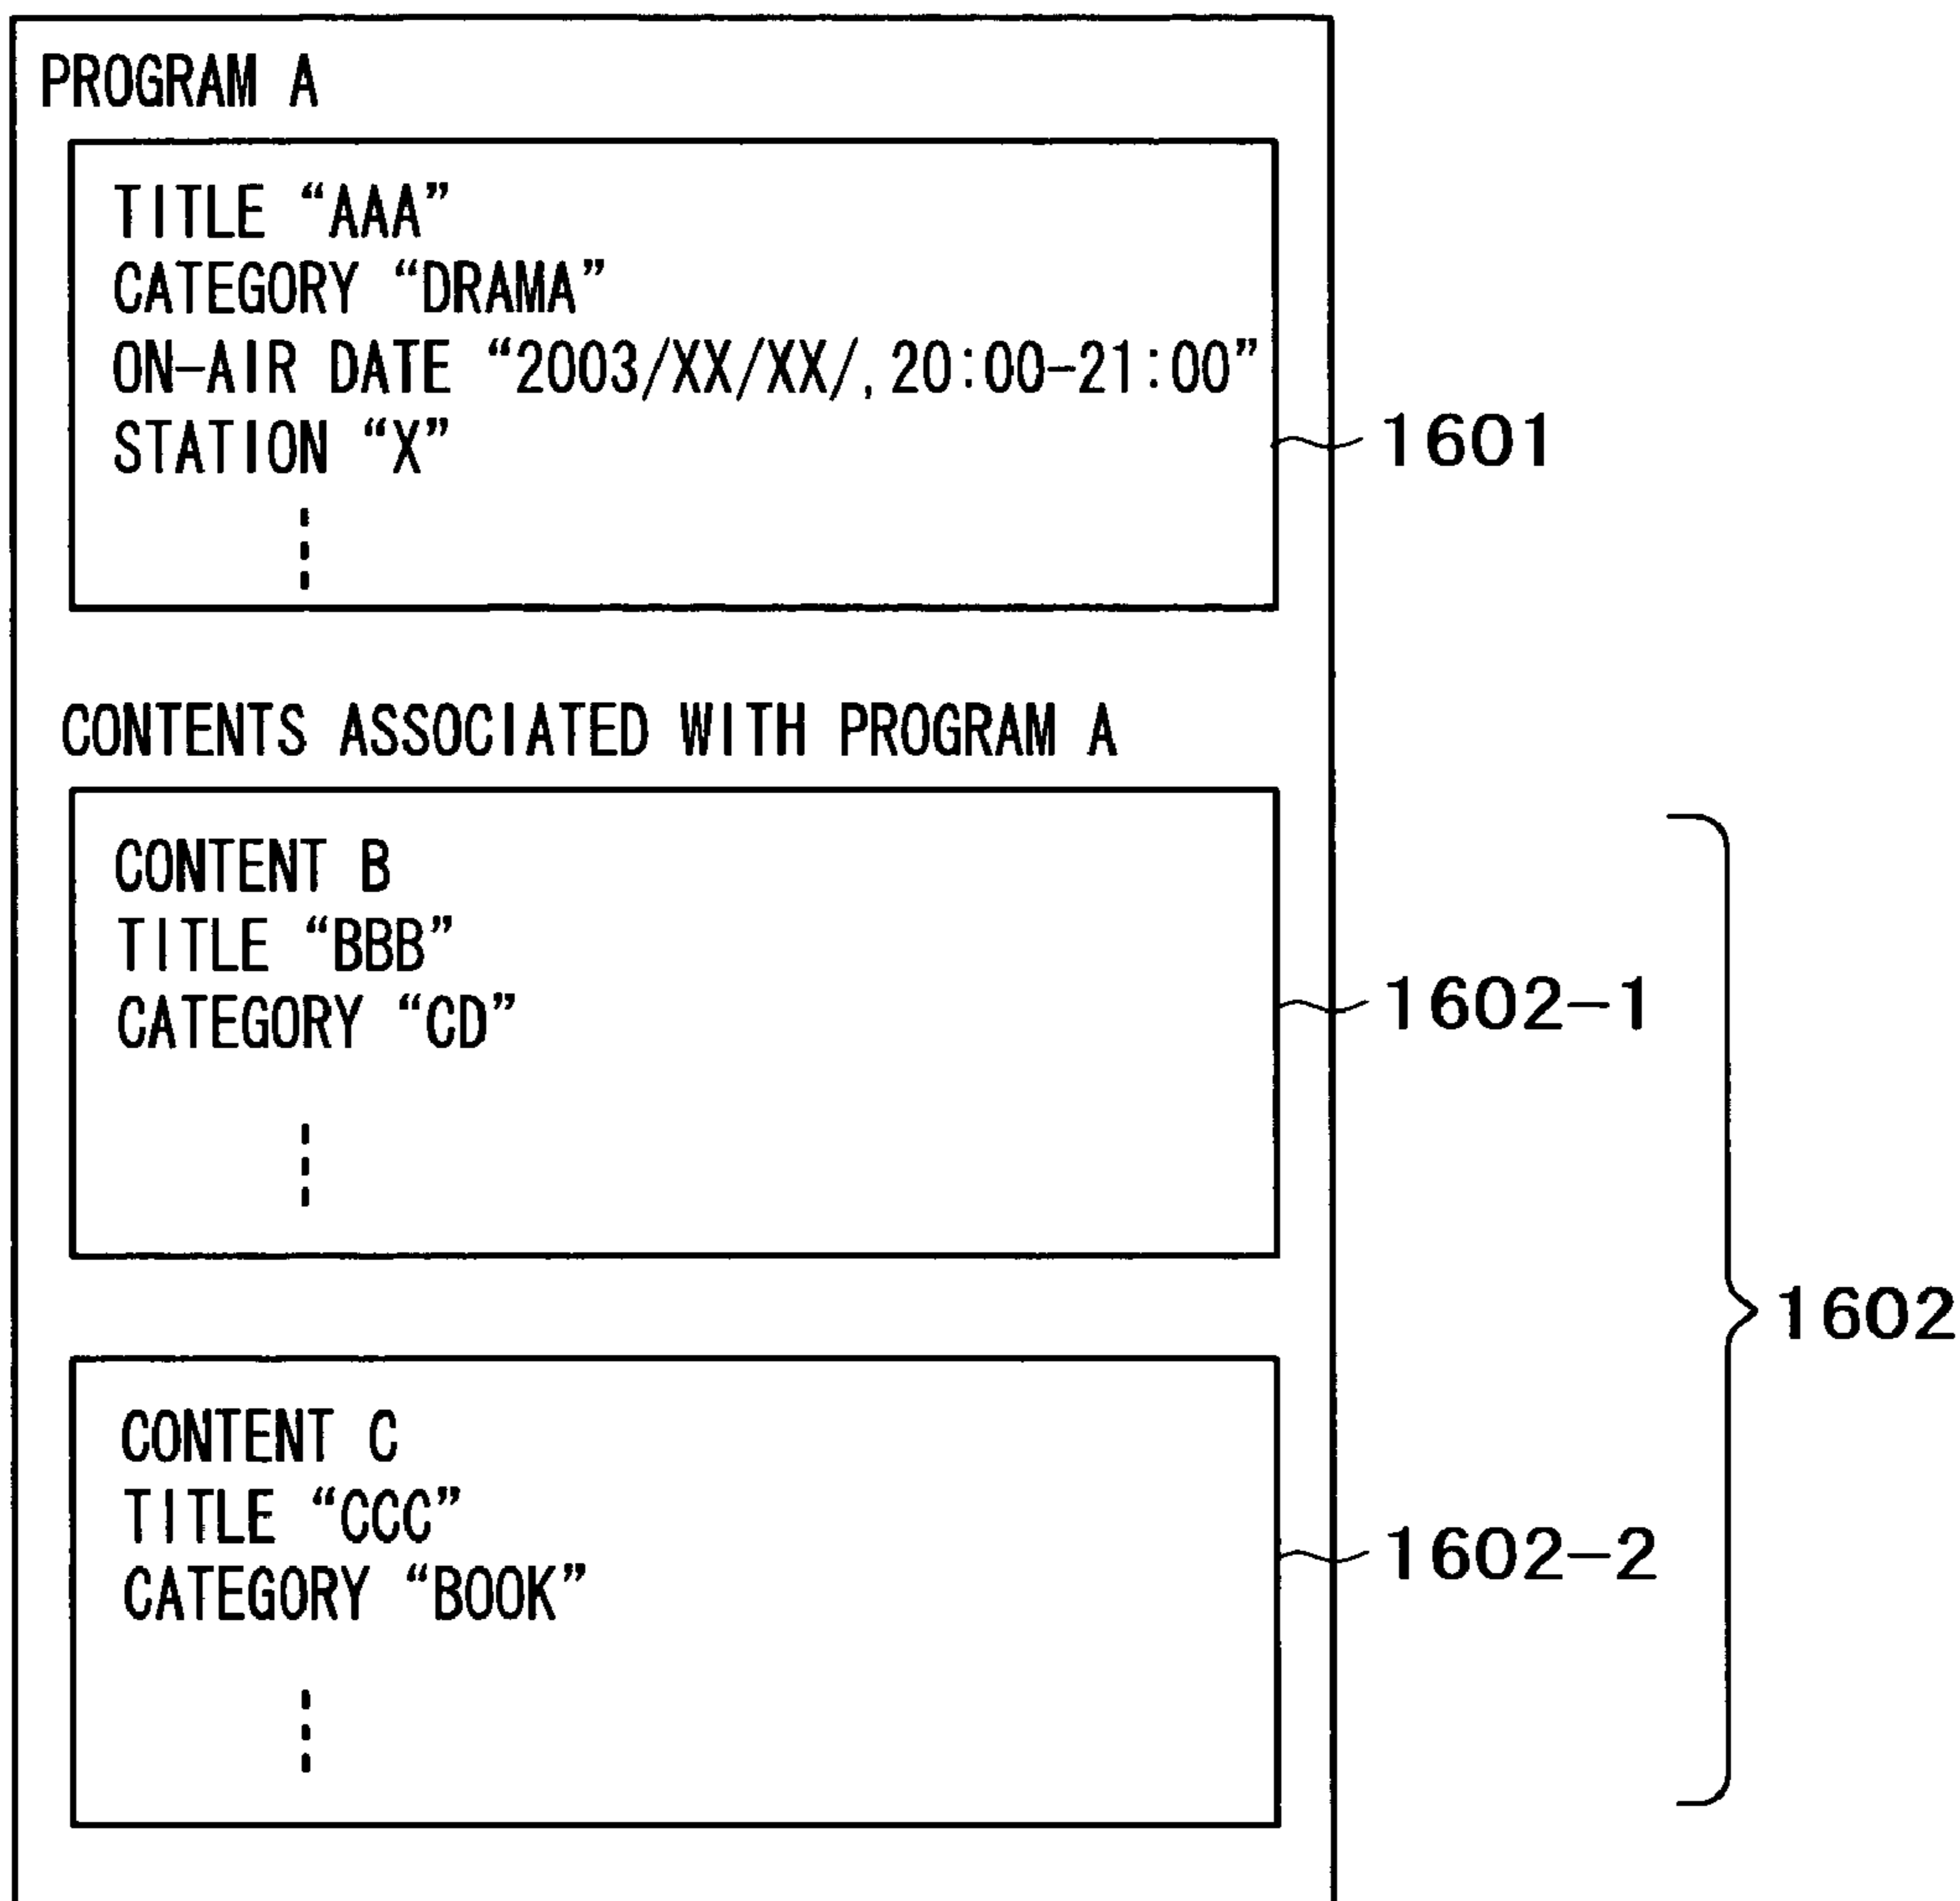 PROGRAM A
TITLE “AAA”
CATEGORY “DRAMA”
ON-AIR DATE “2003/XX/XX/, 20:00-21:00”
STATION “X”
1601
CONTENTS ASSOCIATED WITH PROGRAM A
CONTENT B
TITLE “BBB”
CATEGORY “CD”
1602-1
1602
CONTENT C
TITLE “CCC”
CATEGORY “BOOK”
1602-2